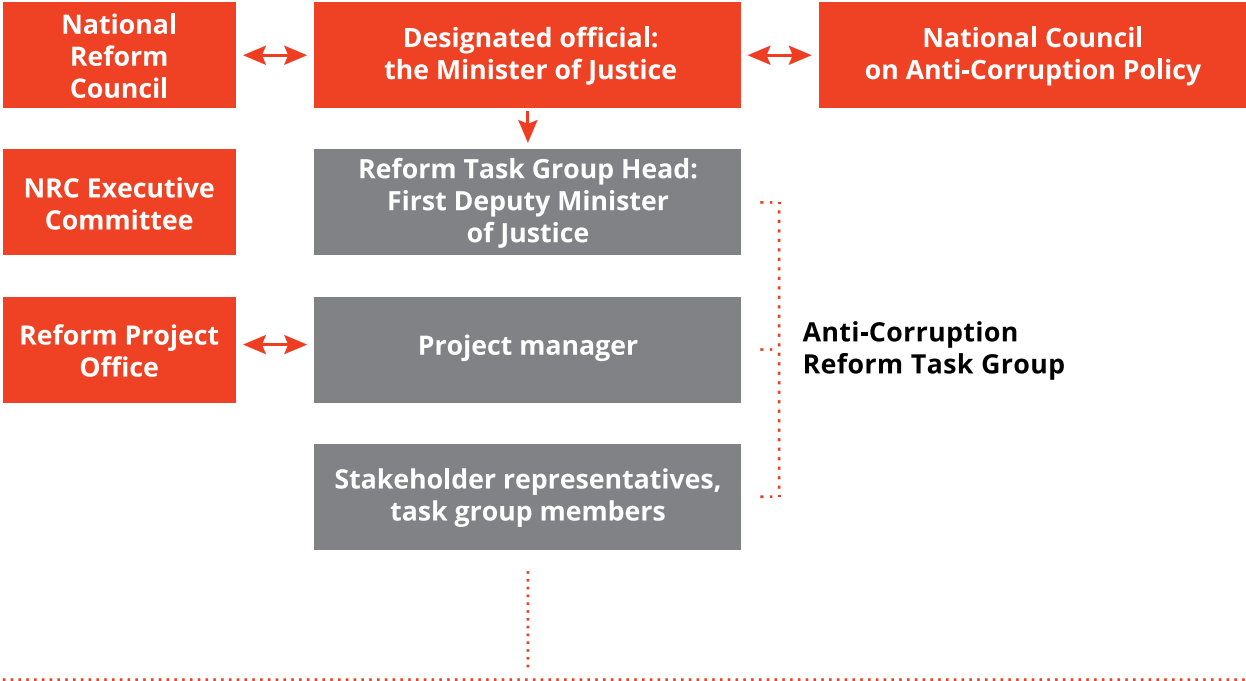 National
Reform
Council
Designated official:
the Minister of Justice
National Council
on Anti-Corruption Policy
NRC Executive
Committee
Reform Task Group Head:
First Deputy Minister
of Justice
Reform Project
Office
Project manager
Anti-Corruption
Reform Task Group
Stakeholder representatives,
task group members